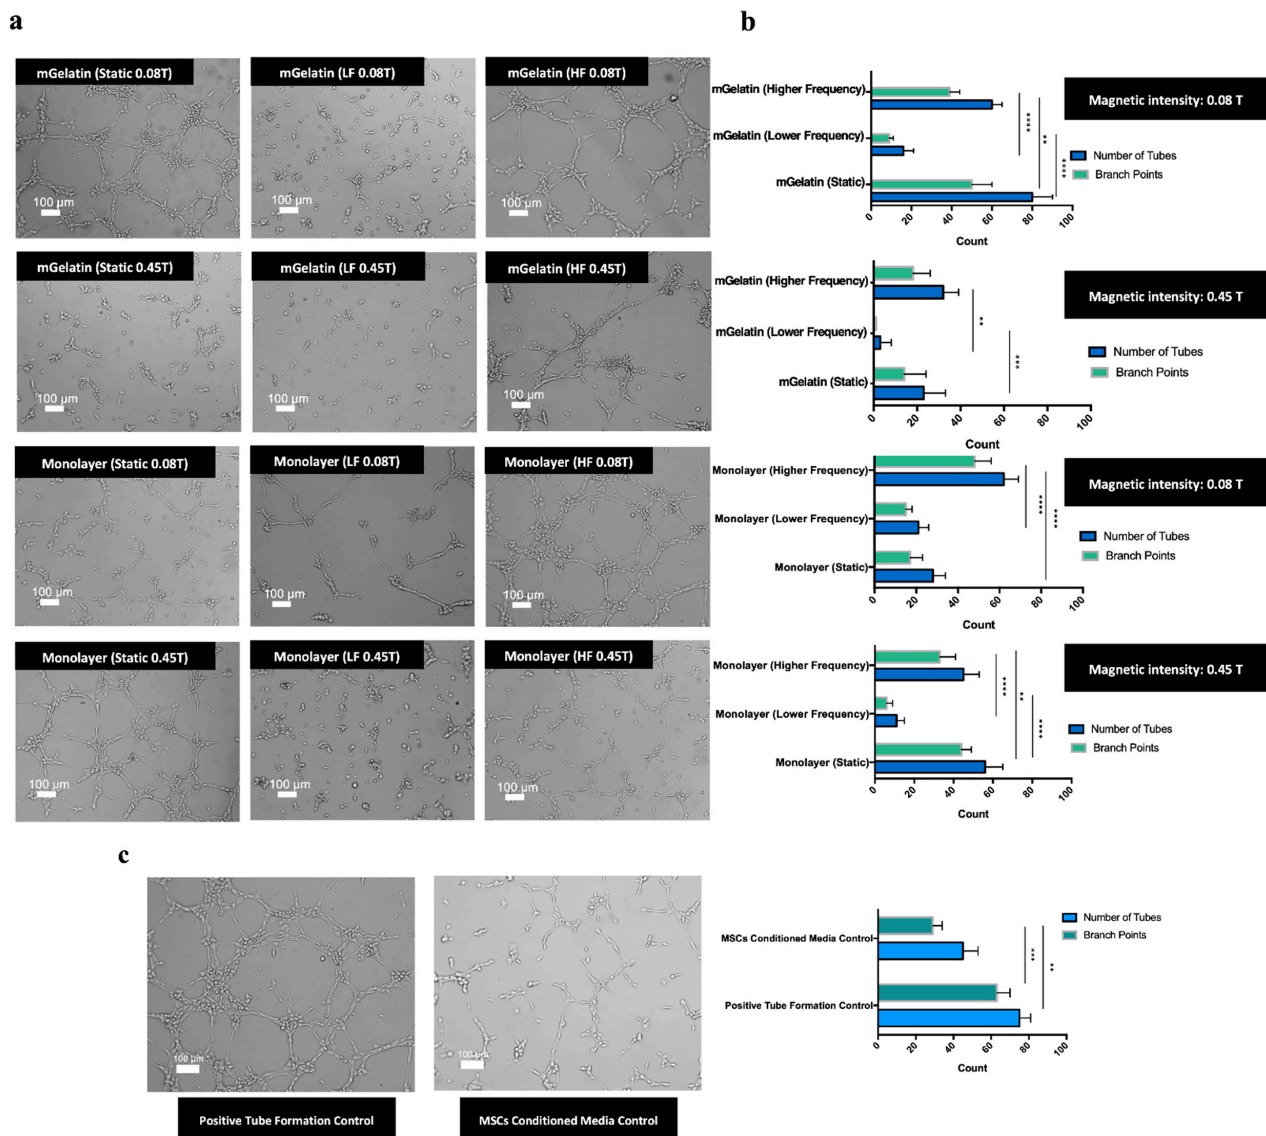 a
mGelatin (Static 0.08T)
100 µm
mGelatin (LF 0.08T)
100 µm
mGelatin (HF 0.08T)
100 µm
mGelatin (Static 0.45T)
100 µm
mGelatin (LF 0.45T)
100 µm
mGelatin (HF 0.45T)
100 µm
Monolayer (Static 0.08T)
100 µm
Monolayer (LF 0.08T)
100 µm
Monolayer (HF 0.08T)
100 µm
Monolayer (Static 0.45T)
100 µm
Monolayer (LF 0.45T)
100 µm
Monolayer (HF 0.45T)
100 µm
b
mGelatin (Higher Frequency)
mGelatin (Lower Frequency)
mGelatin (Static)
0 20 40 60 80 100
Count
**** ** ****
Magnetic intensity: 0.08 T
Number of Tubes
Branch Points
mGelatin (Higher Frequency)
mGelatin (Lower Frequency)
mGelatin (Static)
0 20 40 60 80 100
Count
** ***
Magnetic intensity: 0.45 T
Number of Tubes
Branch Points
Monolayer (Higher Frequency)
Monolayer (Lower Frequency)
Monolayer (Static)
0 20 40 60 80 100
Count
**** ****
Magnetic intensity: 0.08 T
Number of Tubes
Branch Points
Monolayer (Higher Frequency)
Monolayer (Lower Frequency)
Monolayer (Static)
0 20 40 60 80 100
Count
**** ** ****
Magnetic intensity: 0.45 T
Number of Tubes
Branch Points
c
100 µm
Positive Tube Formation Control
100 µm
MSCs Conditioned Media Control
MSCs Conditioned Media Control
Positive Tube Formation Control
0 20 40 60 80 100
Count
*** **
Number of Tubes
Branch Points